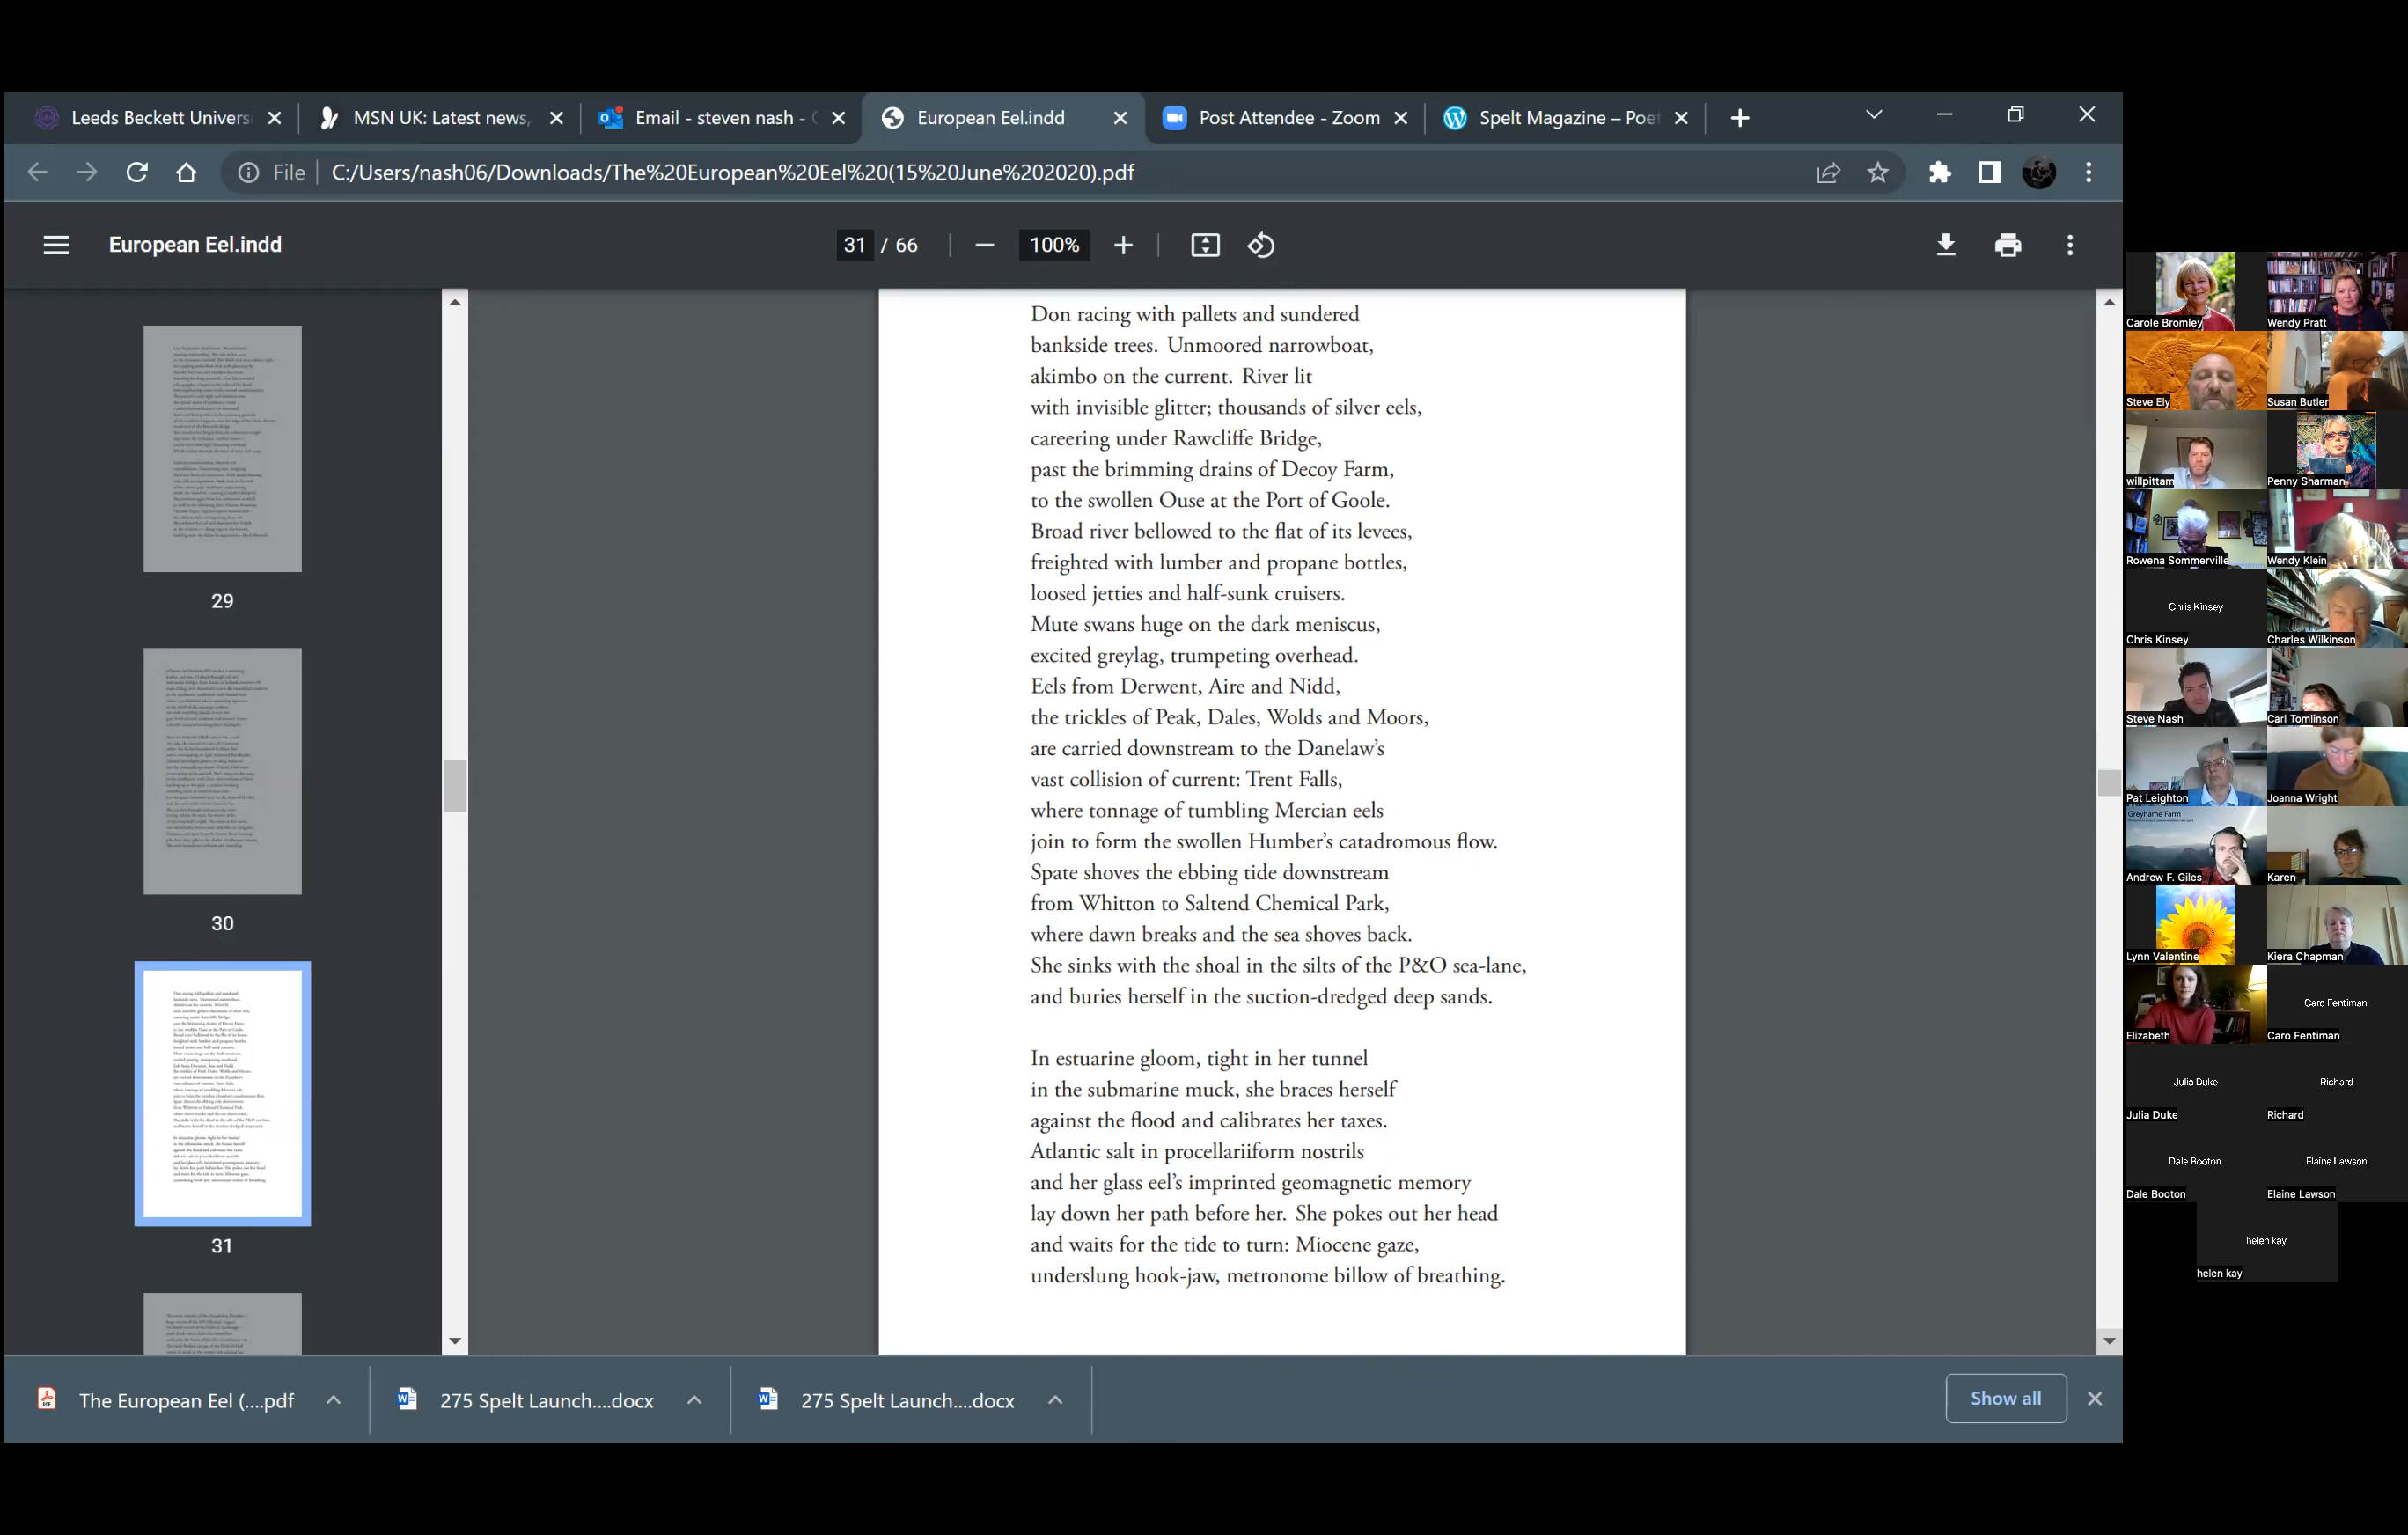 Leeds Beckett Univers
MSN UK: Latest news,
Email - steven nash -
European Eel.indd
Post Attendee - Zoom
Spelt Magazine – Poe
File
C:/Users/nash06/Downloads/The%20European%20Eel%20(15%20June%202020).pdf
European Eel.indd
31 / 66
100%
29
30
31
Don racing with pallets and sundered
bankside trees. Unmoored narrowboat,
akimbo on the current. River lit
with invisible glitter; thousands of silver eels,
careering under Rawcliffe Bridge,
past the brimming drains of Decoy Farm,
to the swollen Ouse at the Port of Goole.
Broad river bellowed to the flat of its levees,
freighted with lumber and propane bottles,
loosed jetties and half-sunk cruisers.
Mute swans huge on the dark meniscus,
excited greylag, trumpeting overhead.
Eels from Derwent, Aire and Nidd,
the trickles of Peak, Dales, Wolds and Moors,
are carried downstream to the Danelaw's
vast collision of current: Trent Falls,
where tonnage of tumbling Mercian eels
join to form the swollen Humber's catadromous flow.
Spate shoves the ebbing tide downstream
from Whitton to Saltend Chemical Park,
where dawn breaks and the sea shoves back.
She sinks with the shoal in the silts of the P&O sea-lane,
and buries herself in the suction-dredged deep sands.
In estuarine gloom, tight in her tunnel
in the submarine muck, she braces herself
against the flood and calibrates her taxes.
Atlantic salt in procellariiform nostrils
and her glass eel's imprinted geomagnetic memory
lay down her path before her. She pokes out her head
and waits for the tide to turn: Miocene gaze,
underslung hook-jaw, metronome billow of breathing.
Carole Bromley
Wendy Pratt
Steve Ely
Susan Butler
willpittam
Penny Sharman
Rowena Sommerville
Wendy Klein
Chris Kinsey
Chris Kinsey
Charles Wilkinson
Steve Nash
Carl Tomlinson
Pat Leighton
Joanna Wright
Greyhame Farm
Andrew F. Giles
Karen
Lynn Valentine
Kiera Chapman
Elizabeth
Caro Fentiman
Caro Fentiman
Julia Duke
Julia Duke
Richard
Richard
Dale Booton
Dale Booton
Elaine Lawson
Elaine Lawson
helen kay
helen kay
The European Eel (....pdf
275 Spelt Launch....docx
275 Spelt Launch....docx
Show all